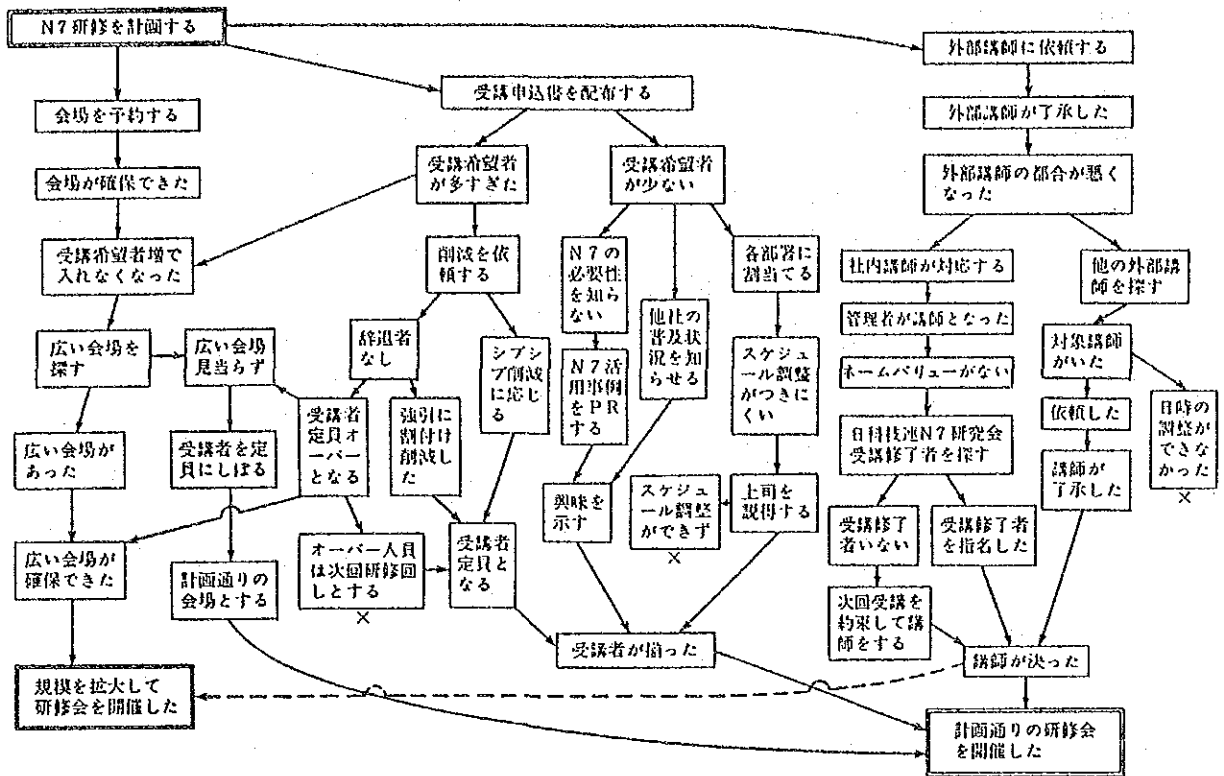 N7研修を計画する
外部講師に依頼する
受講申込書を配布する
会場を予約する
外部講師が了承した
会場が確保できた
受講希望者
が多すぎた
受講希望者
が少ない
外部講師の都合が悪く
なった
受講希望者増で
入れなくなった
削減を依
頼する
N7の
必要性
を知ら
ない
他社の
普及状
況を知
らせる
各部署に
割当てる
社内講師が対応する
他の外部講
師を探す
管理者が講師となった
広い会場を
探す
広い会場
見当らず
辞退者
なし
シブシ
ブ削減
に応じ
る
N7活
用事例
をPR
する
スケジュ
ール調整
がつきに
くい
ネームバリューがない
対象講師
がいた
依頼した
日時の
調整が
できな
かった
×
広い会場が
あった
受講者を定
員にしぼる
受講者
定員オ
ーバー
となる
強引に
割付け
削減し
た
日科技連N7研究会
受講修了者を探す
講師が
了承した
興味を
示す
スケジュ
ール調整
ができず
×
上司を
説得する
受講修了
者いない
受講修了者
を指名した
広い会場が
確保できた
計画通りの
会場とする
オーバー人員
は次回研修回
しとする
×
受講者
定員と
なる
次回受講を
約束して講
師をする
受講者が揃った
講師が決った
規模を拡大して
研修会を開催した
計画通りの研修会
を開催した